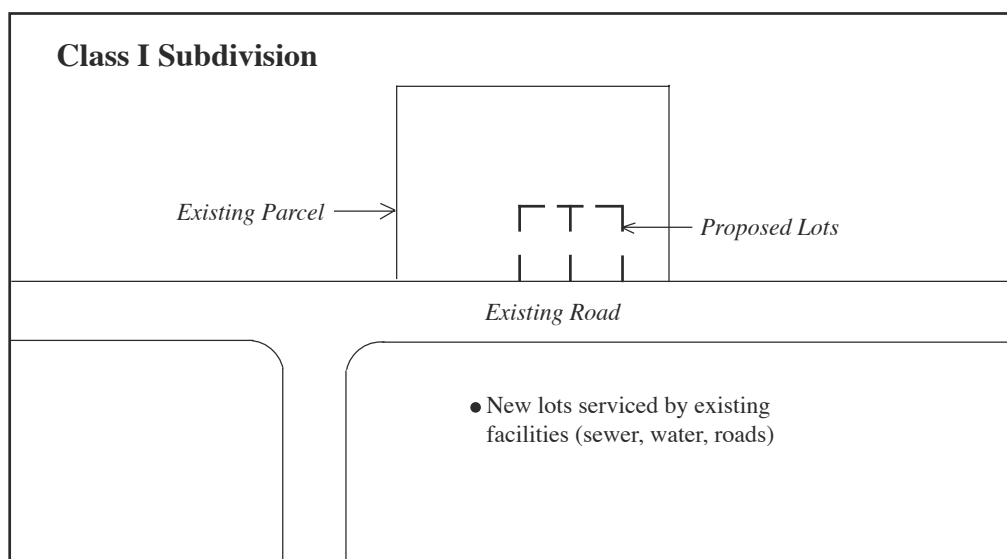 Class I Subdivision
Existing Parcel
Proposed Lots
Existing Road
● New lots serviced by existing
facilities (sewer, water, roads)